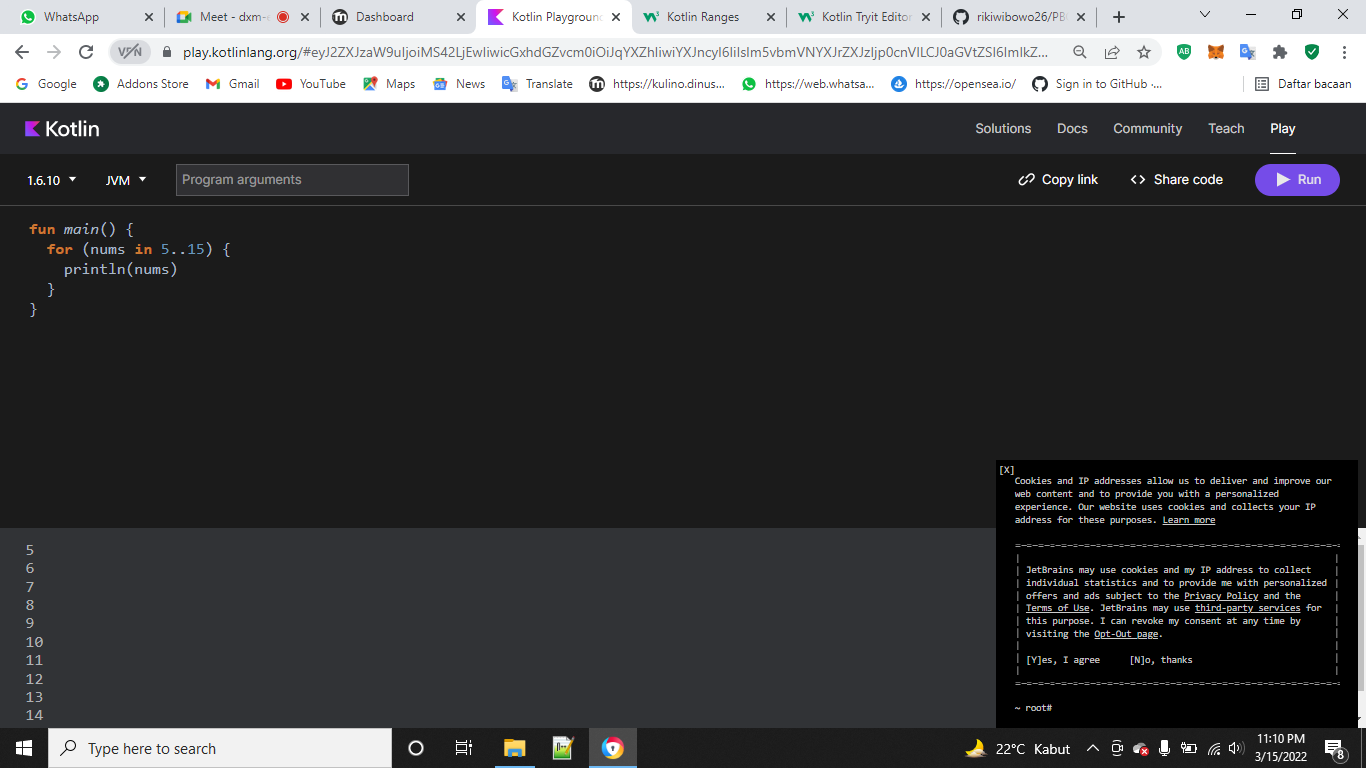 WhatsApp
Meet - dxm-
Dashboard
Kotlin Playground
Kotlin Ranges
Kotlin Tryit Editor
rikiwibowo26/PB
VPN
play.kotlinlang.org/
Google
Addons Store
Gmail
YouTube
Maps
News
Translate
https://kulino.dinus...
https://web.whatsa...
https://opensea.io/
Sign in to GitHub ·...
Daftar bacaan
Kotlin
Solutions
Docs
Community
Teach
Play
1.6.10
JVM
Program arguments
Copy link
<> Share code
Run
fun main() {
for (nums in 5..15) {
println(nums)
}
}
5
6
7
8
9
10
11
12
13
14
[X]
Cookies and IP addresses allow us to deliver and improve our
web content and to provide you with a personalized
experience. Our website uses cookies and collects your IP
address for these purposes. Learn more
JetBrains may use cookies and my IP address to collect
individual statistics and to provide me with personalized
offers and ads subject to the Privacy Policy and the
Terms of Use. JetBrains may use third-party services for
this purpose. I can revoke my consent at any time by
visiting the Opt-Out page.
[Y]es, I agree [N]o, thanks
~ root#
Type here to search
22°C Kabut
11:10 PM
3/15/2022
8